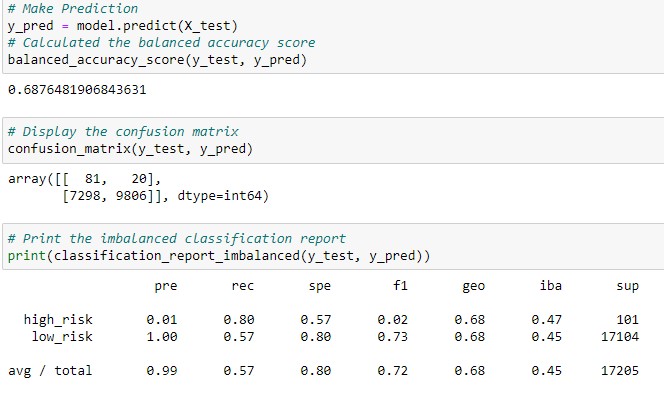 # Make Prediction
y_pred = model.predict(X_test)
# Calculated the balanced accuracy score
balanced_accuracy_score(y_test, y_pred)
0.6876481906843631
# Display the confusion matrix
confusion_matrix(y_test, y_pred)
array([[  81,   20],
       [7298, 9806]], dtype=int64)
# Print the imbalanced classification report
print(classification_report_imbalanced(y_test, y_pred))
pre rec spe f1 geo iba sup
high_risk 0.01 0.80 0.57 0.02 0.68 0.47 101
low_risk 1.00 0.57 0.80 0.73 0.68 0.45 17104
avg / total 0.99 0.57 0.80 0.72 0.68 0.45 17205